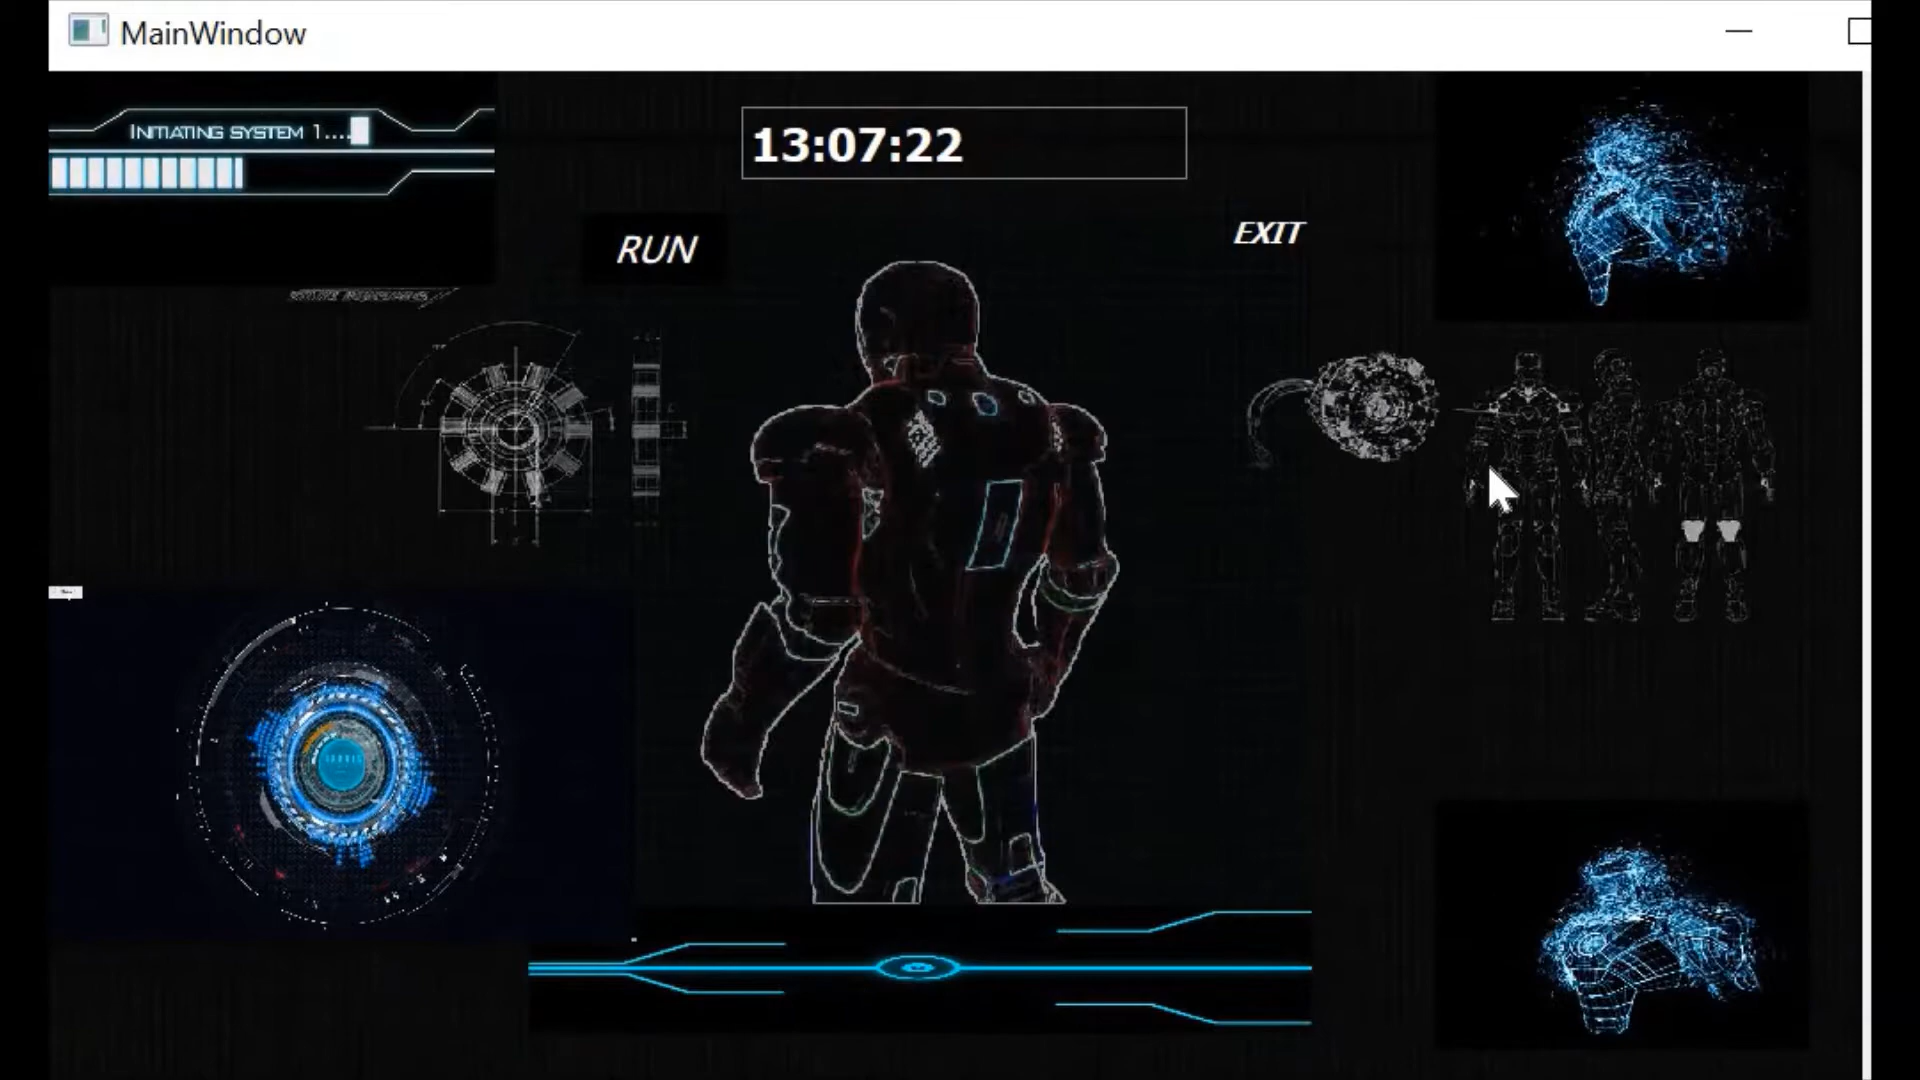 MainWindow
INITIATING SYSTEM 1....
13:07:22
RUN
EXIT